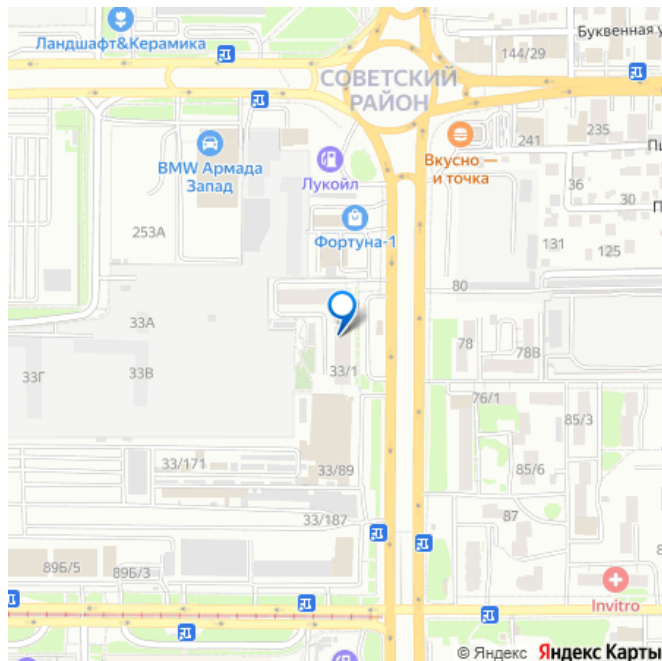 Буквенная у
Ландшафт&Керамика
144/29
СОВЕТСКИЙ
РАЙОН
241
235
Пи
BMW Армада
Запад
Лукойл
Вкусно —
и точка
36
30
П
253А
Фортуна-1
131
125
80
33А
78
78В
33Г
33В
33/1
76/1
85/3
33/171
33/89
85/6
33/187
87
8
89Б/5
89Б/3
Invitro
© Яндекс Яндекс Карты